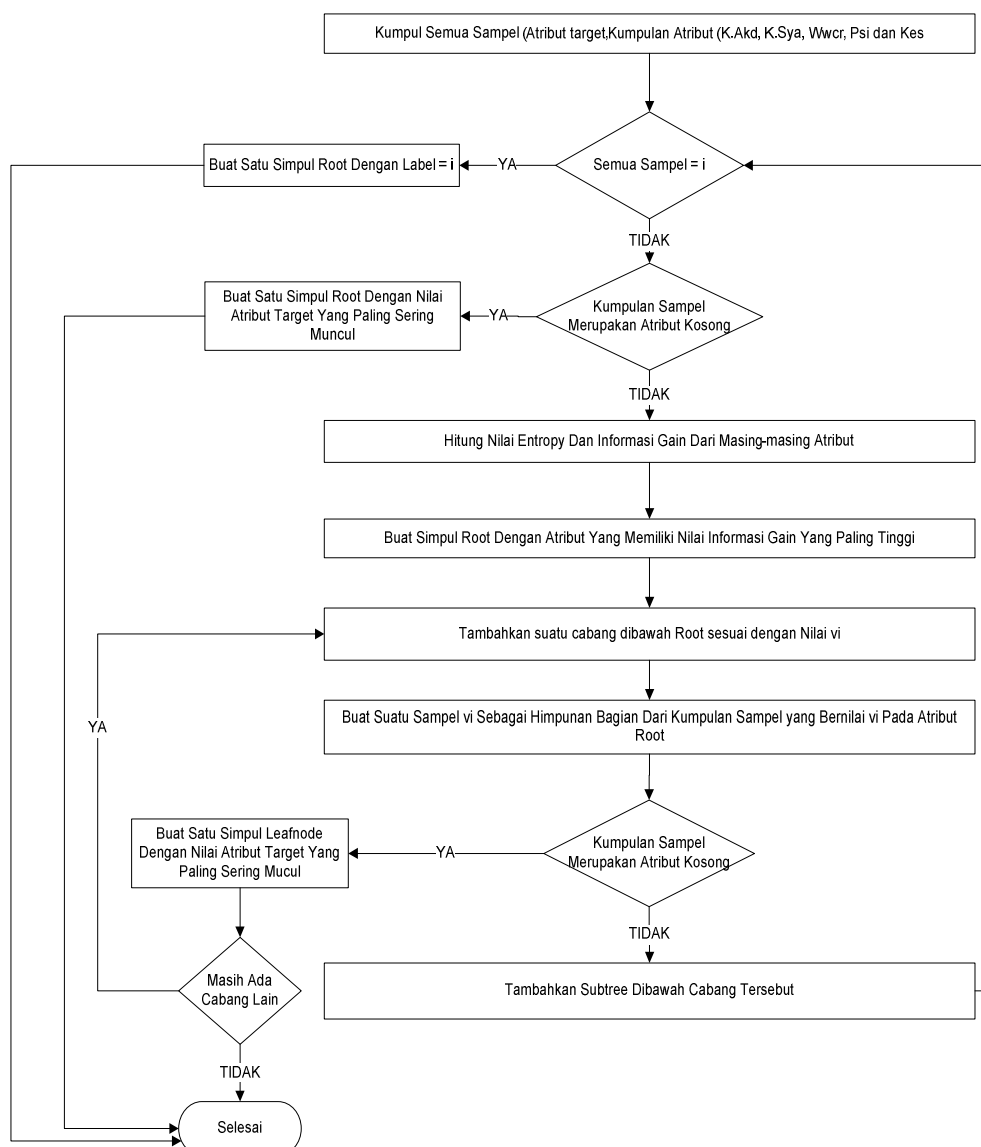 Kumpul Semua Sampel (Atribut target,Kumpulan Atribut (K.Akd, K.Sya, Wwcr, Psi dan Kes
Semua Sampel = i
YA
Buat Satu Simpul Root Dengan Label = i
TIDAK
Kumpulan Sampel
Merupakan Atribut Kosong
YA
Buat Satu Simpul Root Dengan Nilai
Atribut Target Yang Paling Sering
Muncul
TIDAK
Hitung Nilai Entropy Dan Informasi Gain Dari Masing-masing Atribut
Buat Simpul Root Dengan Atribut Yang Memiliki Nilai Informasi Gain Yang Paling Tinggi
Tambahkan suatu cabang dibawah Root sesuai dengan Nilai vi
Buat Suatu Sampel vi Sebagai Himpunan Bagian Dari Kumpulan Sampel yang Bernilai vi Pada Atribut
Root
Kumpulan Sampel
Merupakan Atribut Kosong
YA
Buat Satu Simpul Leafnode
Dengan Nilai Atribut Target Yang
Paling Sering Mucul
TIDAK
Tambahkan Subtree Dibawah Cabang Tersebut
Masih Ada
Cabang Lain
YA
TIDAK
Selesai